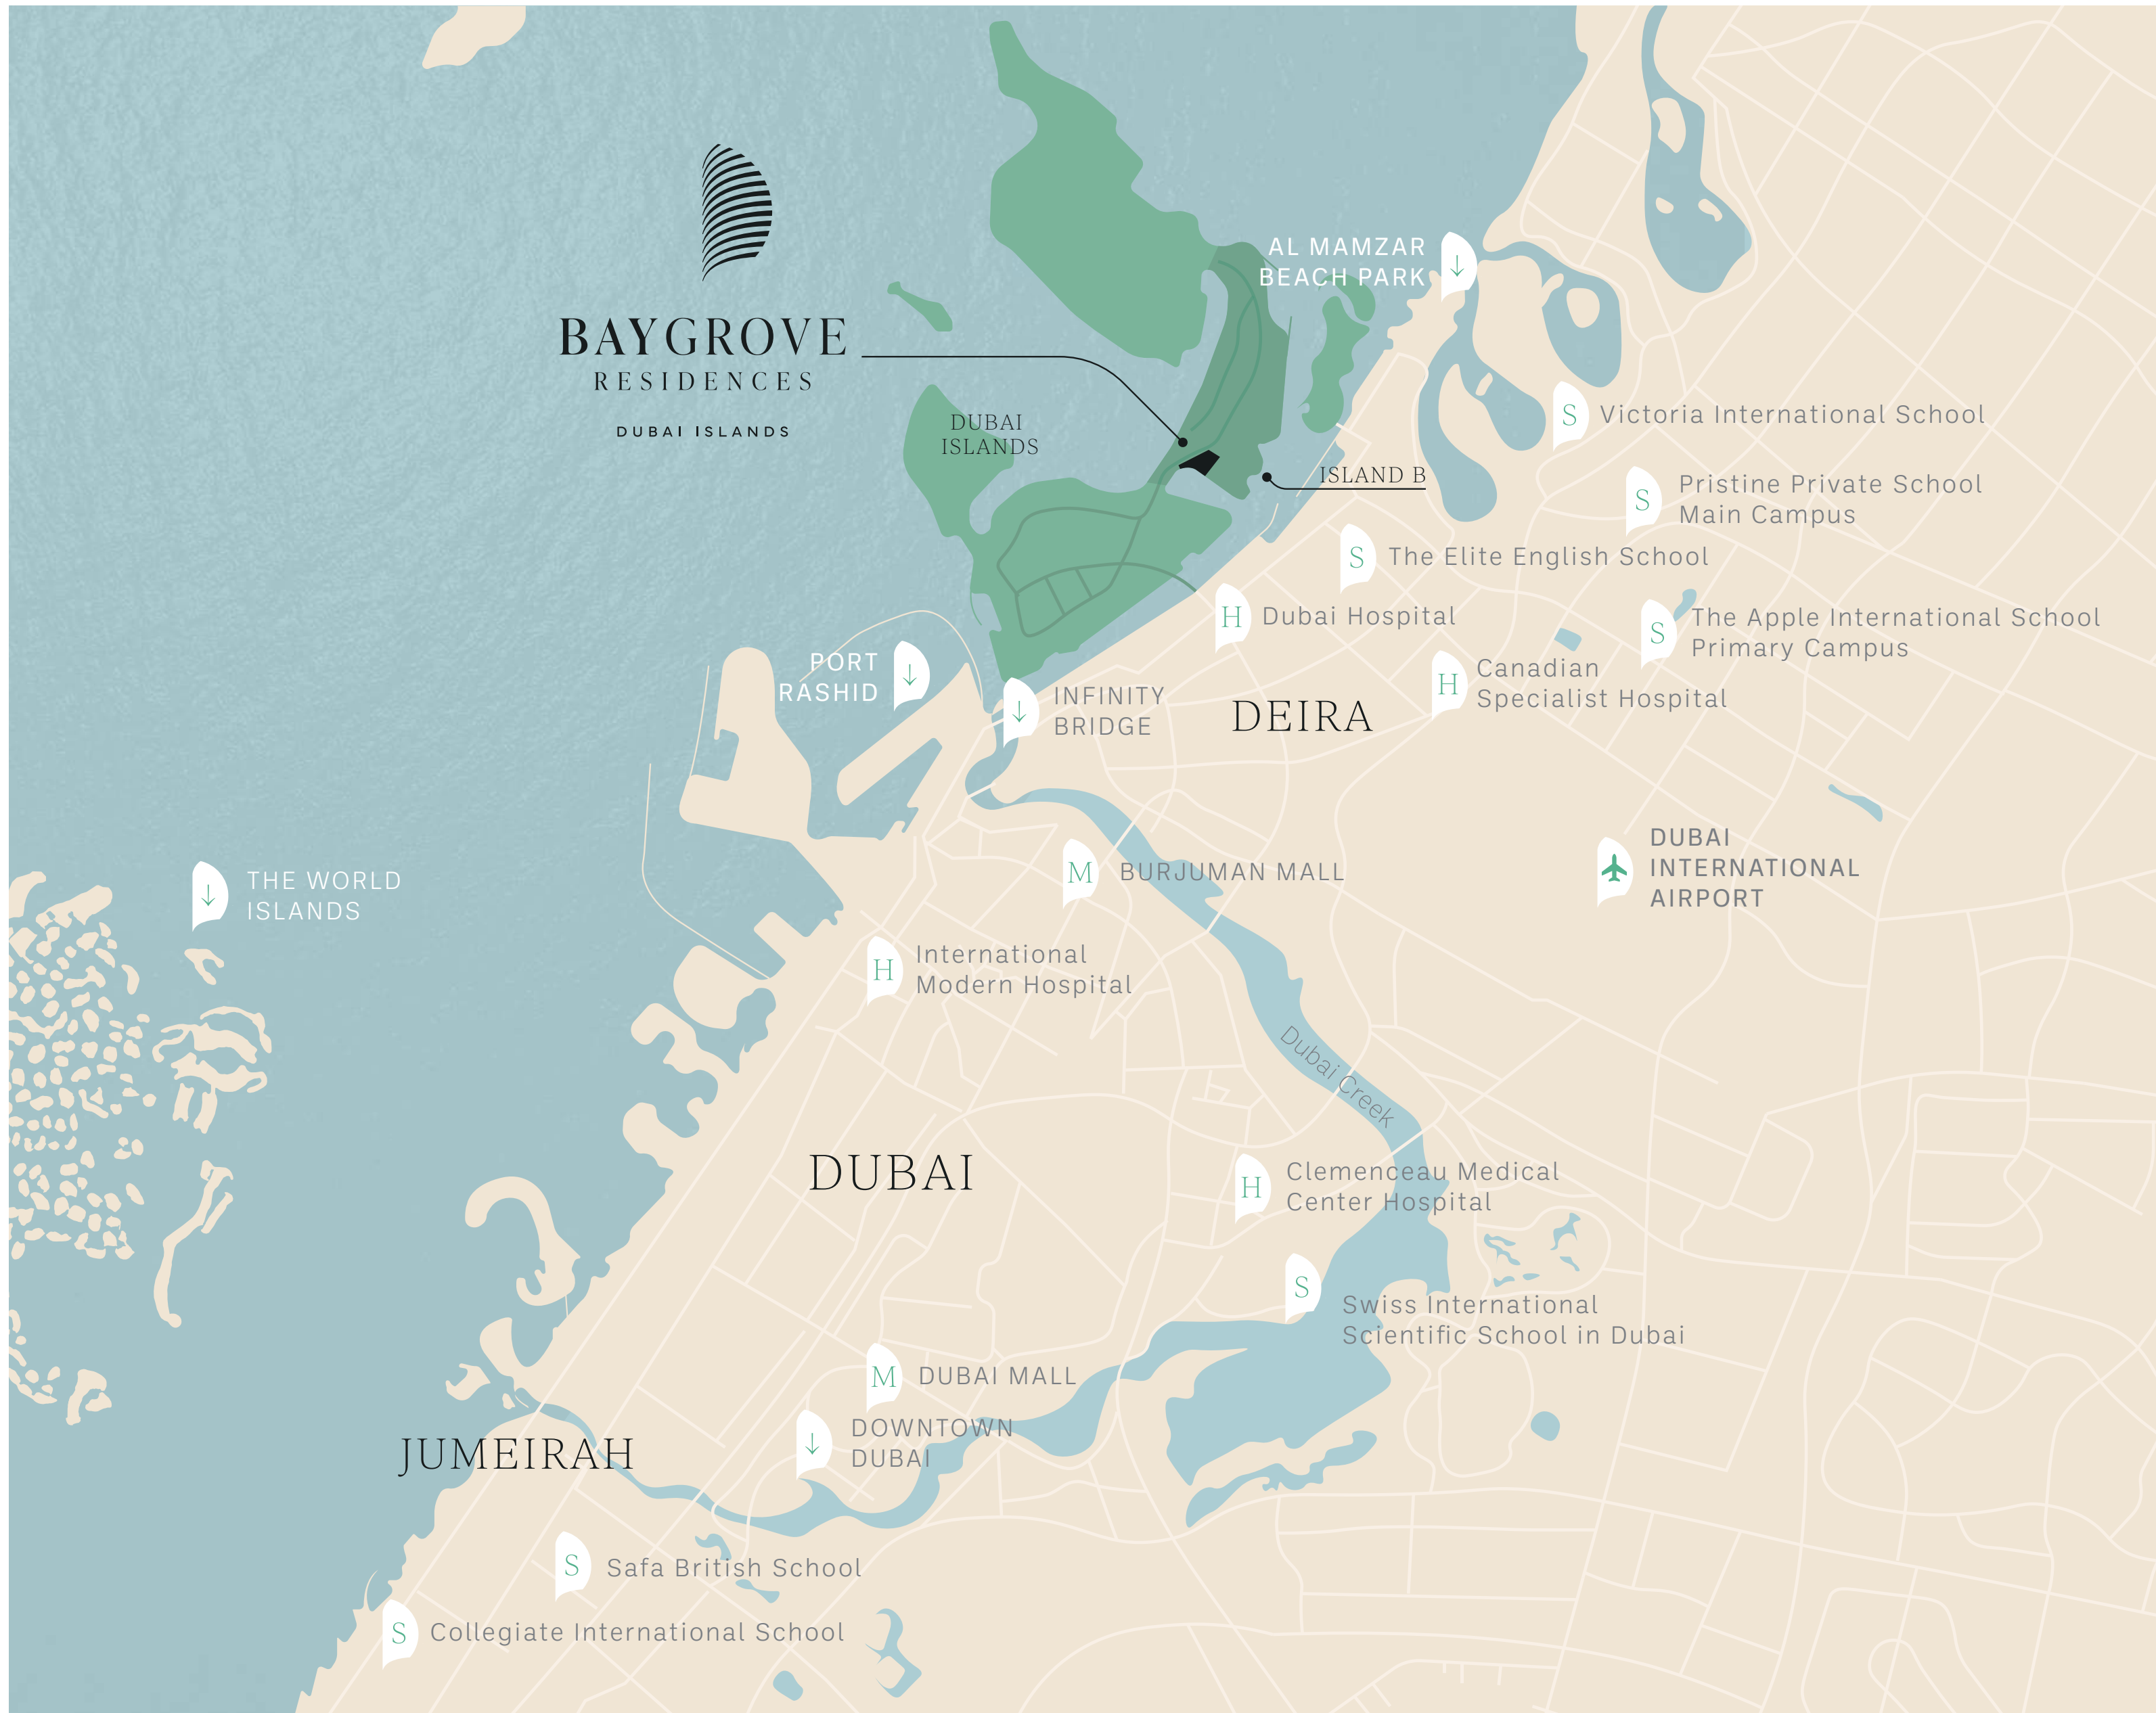 AL MAMZAR
BEACH PARK
BAYGROVE
RESIDENCES
DUBAI ISLANDS
DUBAI
ISLANDS
ISLAND B
S Victoria International School
S Pristine Private School
Main Campus
S The Elite English School
H Dubai Hospital
S The Apple International School
Primary Campus
PORT
RASHID
H Canadian
Specialist Hospital
INFINITY
BRIDGE
DEIRA
DUBAI
INTERNATIONAL
AIRPORT
M BURJUMAN MALL
THE WORLD
ISLANDS
H International
Modern Hospital
Dubai Creek
DUBAI
H Clemenceau Medical
Center Hospital
S Swiss International
Scientific School in Dubai
M DUBAI MALL
DOWNTOWN
DUBAI
JUMEIRAH
S Safa British School
S Collegiate International School